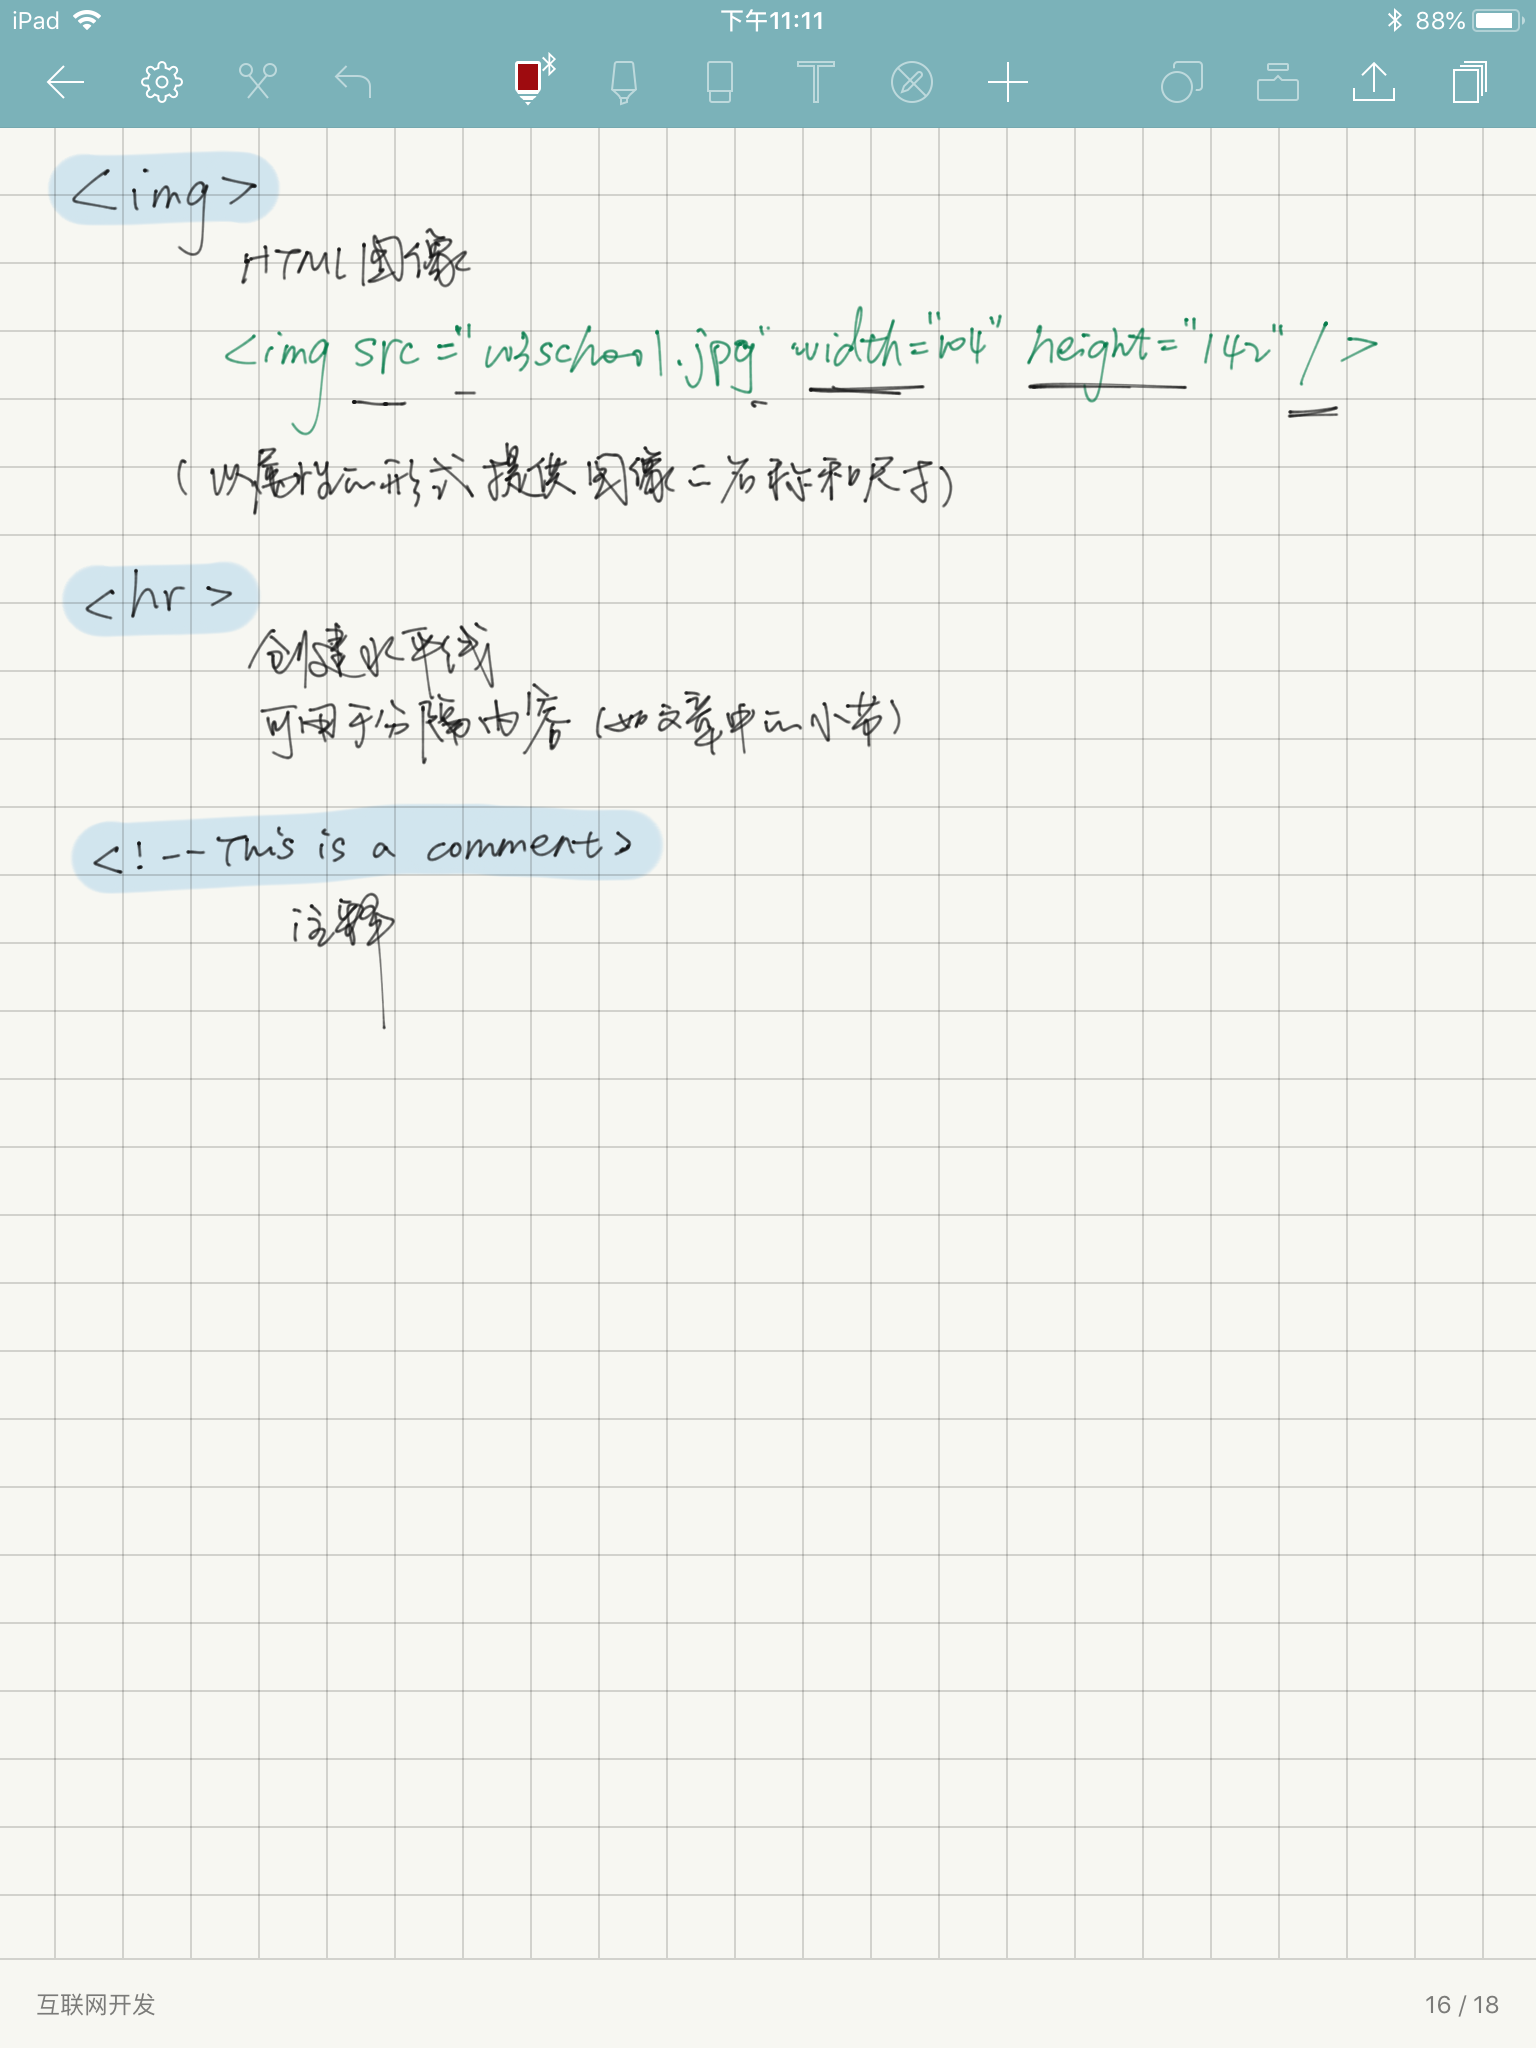 iPad 下午11:11 88%
<img>
HTML图像
<img src="w3school.jpg" width="104" height="142" />
(以属性的形式提供图像的名称和尺寸)
<hr>
创建水平线
可用于分隔内容(如文章中的小节)
<!--This is a comment>
注释
互联网开发 16 / 18